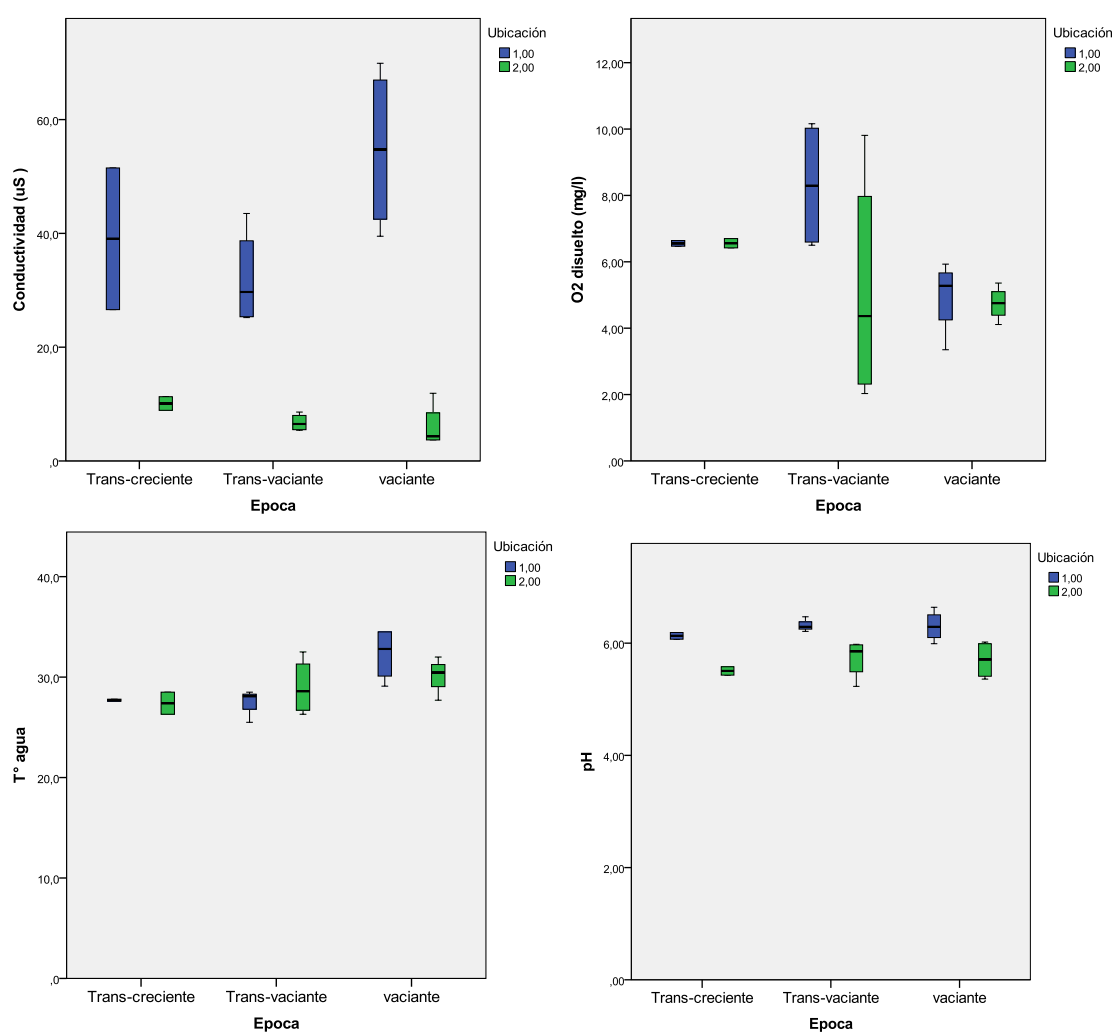 Ubicación
1,00
2,00
60,0
40,0
20,0
,0
Conductividad (uS )
Trans-creciente Trans-vaciante vaciante
Epoca
Ubicación
1,00
2,00
12,00
10,00
8,00
6,00
4,00
2,00
,00
O2 disuelto (mg/l)
Trans-creciente Trans-vaciante vaciante
Epoca
Ubicación
1,00
2,00
40,0
30,0
20,0
10,0
,0
T° agua
Trans-creciente Trans-vaciante vaciante
Epoca
Ubicación
1,00
2,00
6,00
4,00
2,00
,00
pH
Trans-creciente Trans-vaciante vaciante
Epoca